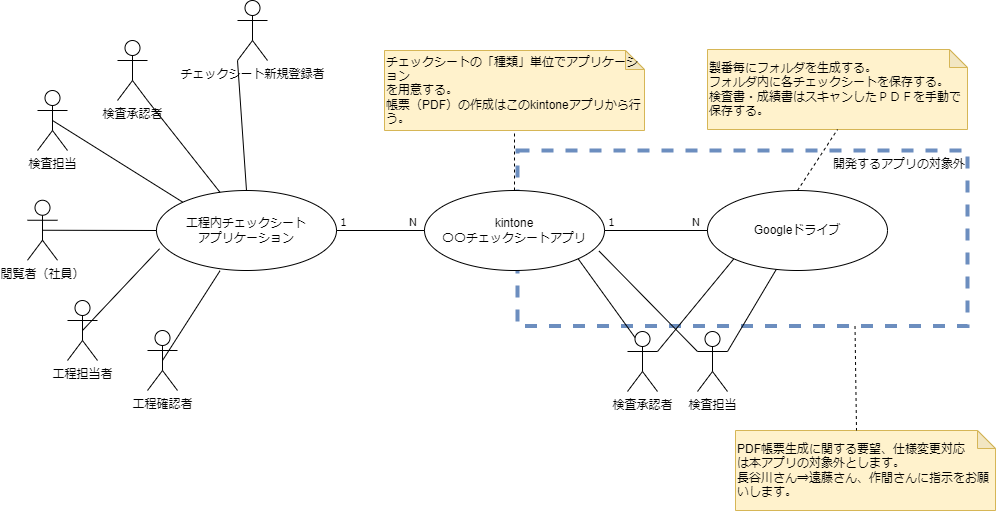 チェックシート新規登録者
検査承認者
検査担当
閲覧者（社員）
工程担当者
工程確認者
工程内チェックシート
アプリケーション
1
N
チェックシートの「種類」単位でアプリケーシ
ョン
を用意する。
帳票（PDF）の作成はこのkintoneアプリから行
う。
kintone
〇〇チェックシートアプリ
1
N
製番毎にフォルダを生成する。
フォルダ内に各チェックシートを保存する。
検査書・成績書はスキャンしたＰＤＦを手動で
保存する。
開発するアプリの対象外
Googleドライブ
検査承認者
検査担当
PDF帳票生成に関する要望、仕様変更対応
は本アプリの対象外とします。
長谷川さん⇒遠藤さん、作間さんに指示をお願
いします。